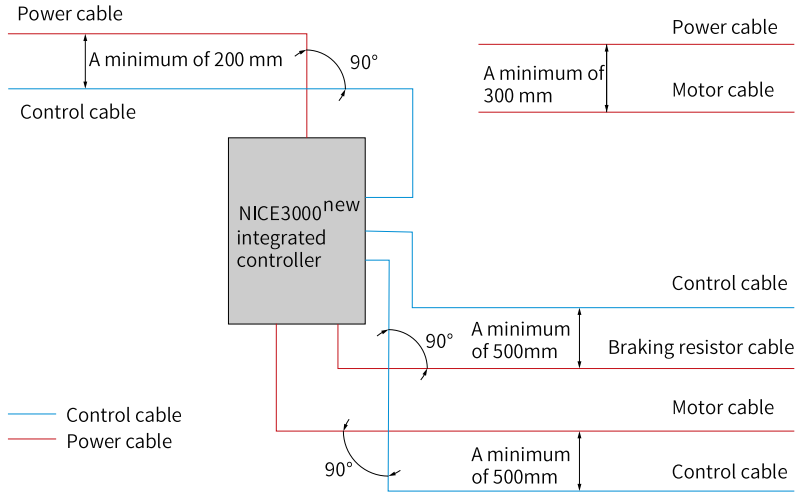 Power cable
A minimum of 200 mm
90°
Control cable
Power cable
A minimum of
300 mm
Motor cable
NICE3000new
integrated
controller
Control cable
A minimum
of 500mm
90°
Braking resistor cable
Motor cable
Control cable
Power cable
90°
A minimum
of 500mm
Control cable